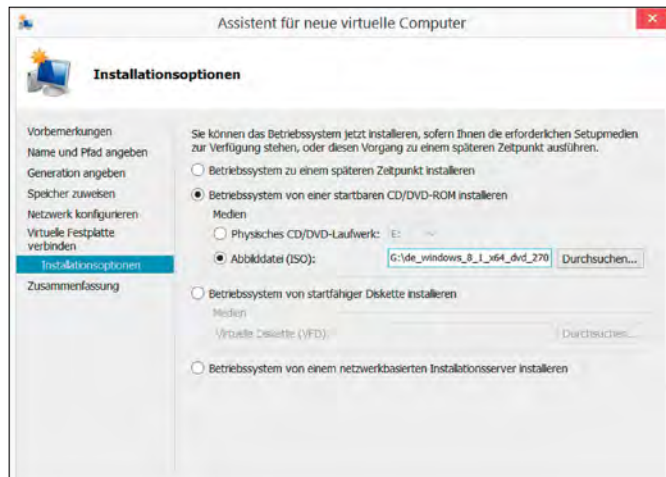 Assistent für neue virtuelle Computer
Installationsoptionen
Vorbemerkungen
Name und Pfad angeben
Generation angeben
Speicher zuweisen
Netzwerk konfigurieren
Virtuelle Festplatte
verbinden
Installationsoptionen
Zusammenfassung
Sie können das Betriebssystem jetzt installieren, sofern Ihnen die erforderlichen Setupmedien
zur Verfügung stehen, oder diesen Vorgang zu einem späteren Zeitpunkt ausführen.
Betriebssystem zu einem späteren Zeitpunkt installieren
Betriebssystem von einer startbaren CD/DVD-ROM installieren
Medien
Physisches CD/DVD-Laufwerk: E:
Abbilddatei (ISO): G:\de_windows_8_1_x64_dvd_270 Durchsuchen...
Betriebssystem von startfähiger Diskette installieren
Medien
Virtuelle Diskette (VFD): Durchsuchen...
Betriebssystem von einem netzwerkbasierten Installationsserver installieren